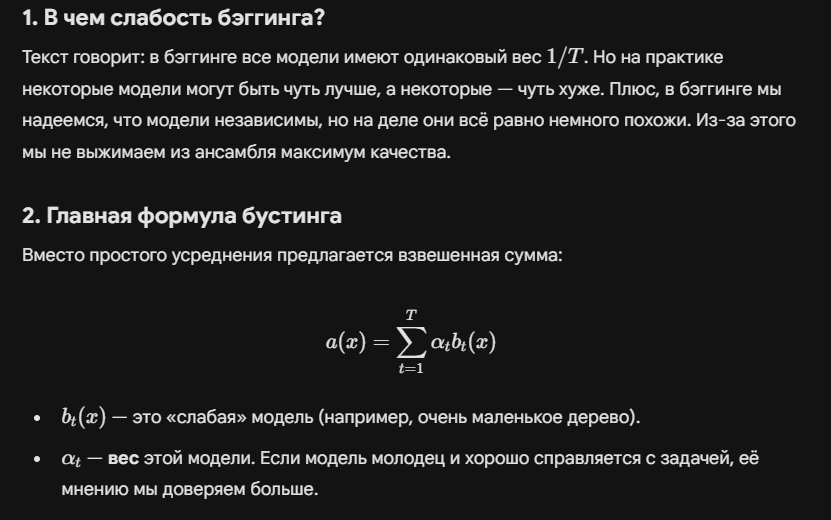 1. В чем слабость бэггинга?
Текст говорит: в бэггинге все модели имеют одинаковый вес 1/T. Но на практике
некоторые модели могут быть чуть лучше, а некоторые — чуть хуже. Плюс, в бэггинге мы
надеемся, что модели независимы, но на деле они всё равно немного похожи. Из-за этого
мы не выжимаем из ансамбля максимум качества.
2. Главная формула бустинга
Вместо простого усреднения предлагается взвешенная сумма:
a(x) = ∑_{t=1}^{T} α_t b_t(x)
• b_t(x) — это «слабая» модель (например, очень маленькое дерево).
• α_t — вес этой модели. Если модель молодец и хорошо справляется с задачей, её
мнению мы доверяем больше.